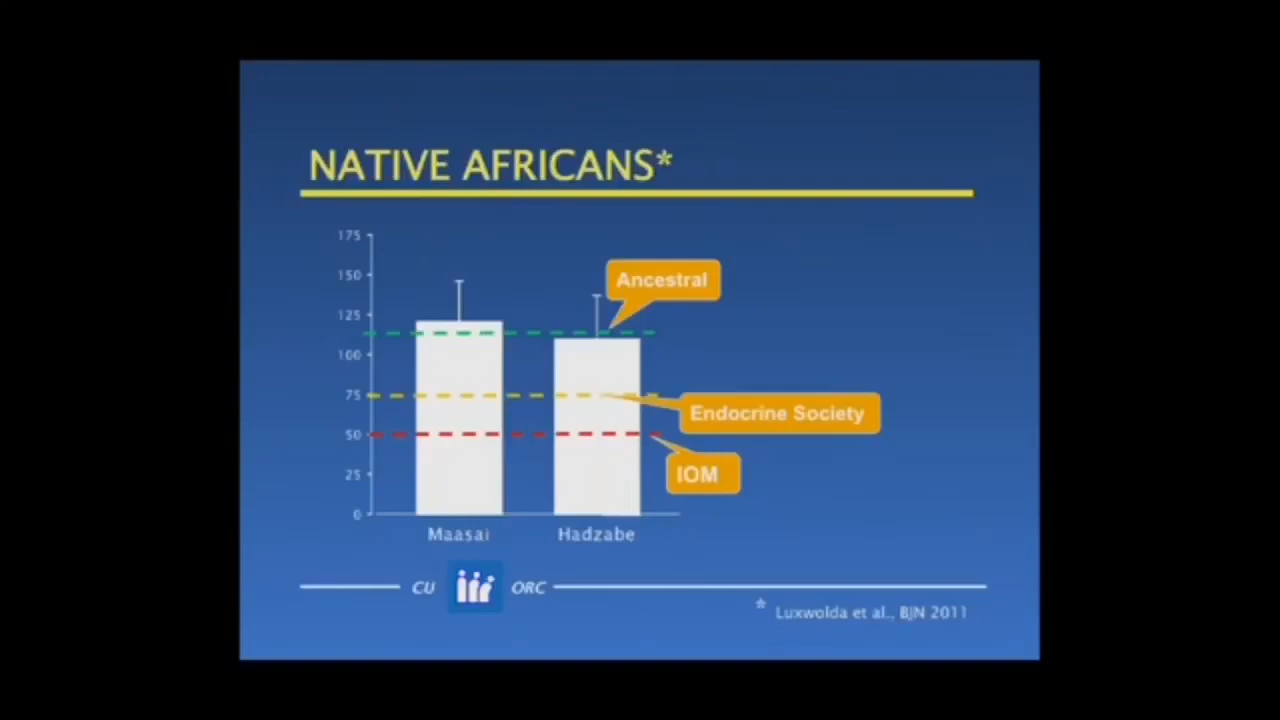 NATIVE AFRICANS*
175
150
125
100
75
50
25
0
Ancestral
Endocrine Society
IOM
Maasai Hadzabe
CU ORC
* Luxwolda et al., BJN 2011